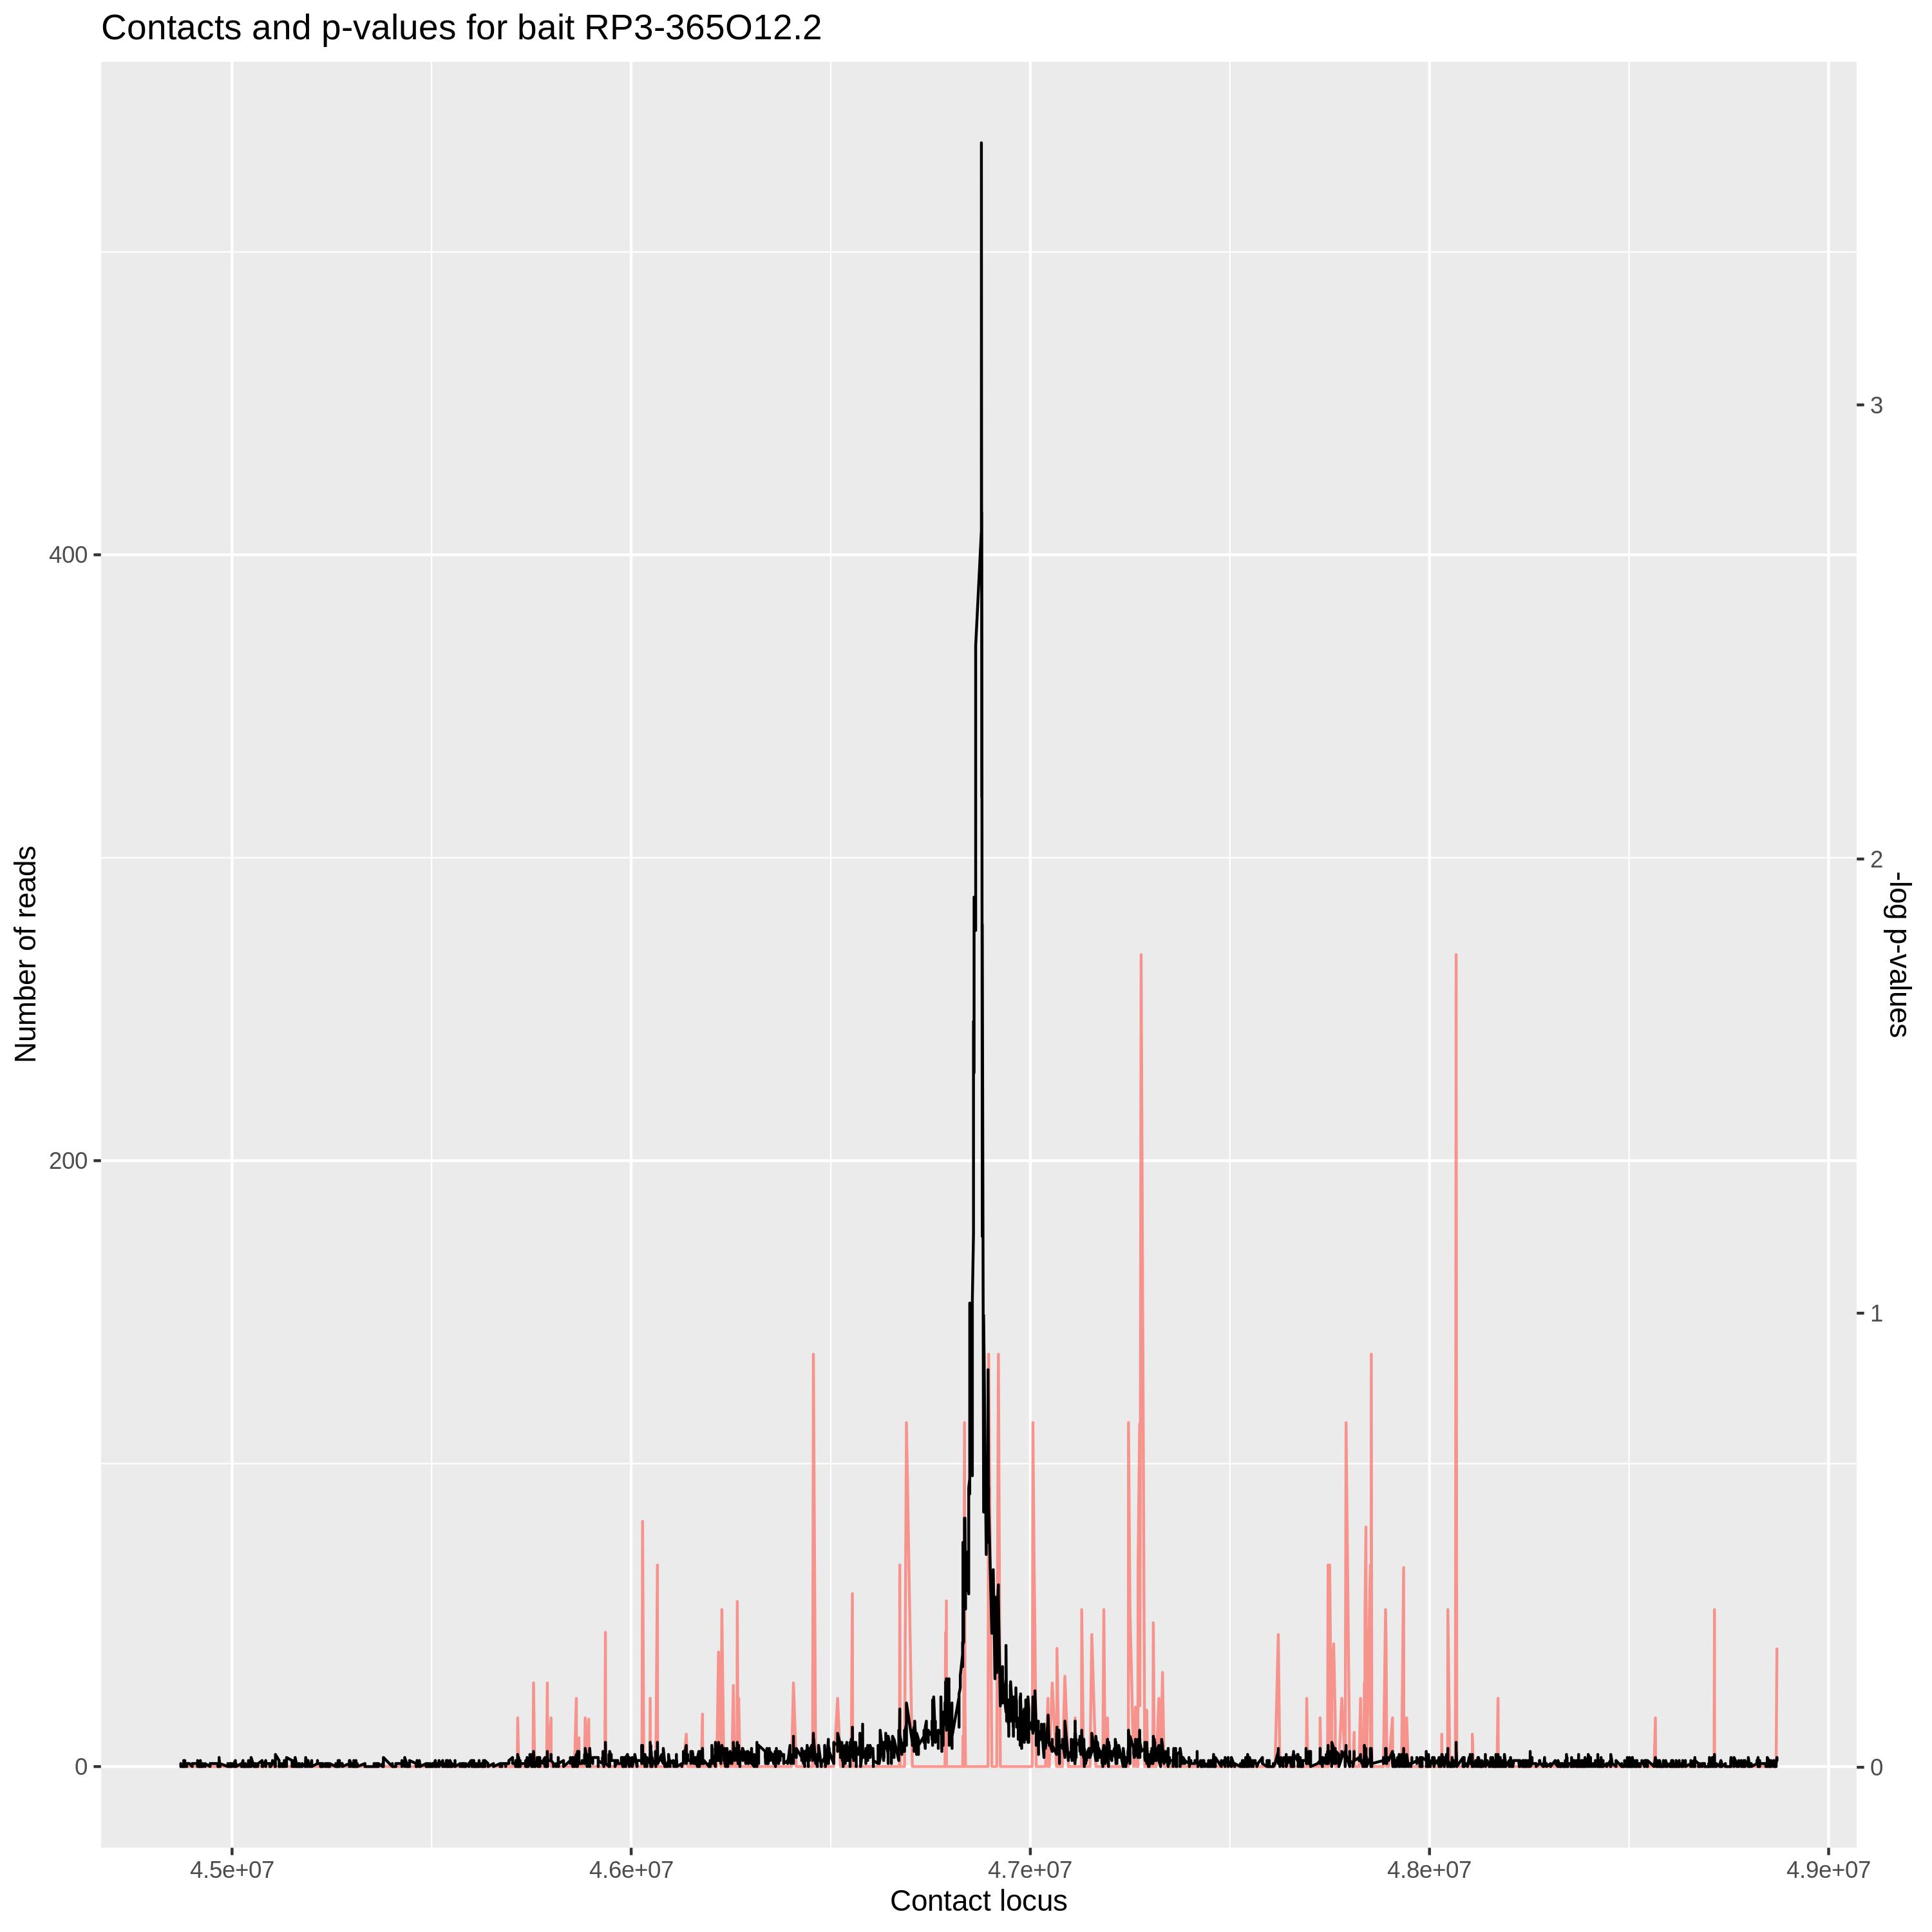 Contacts and p-values for bait RP3-365O12.2
Number of reads
400
200
0
3
2
1
0
-log p-values
4.5e+07
4.6e+07
4.7e+07
4.8e+07
4.9e+07
Contact locus